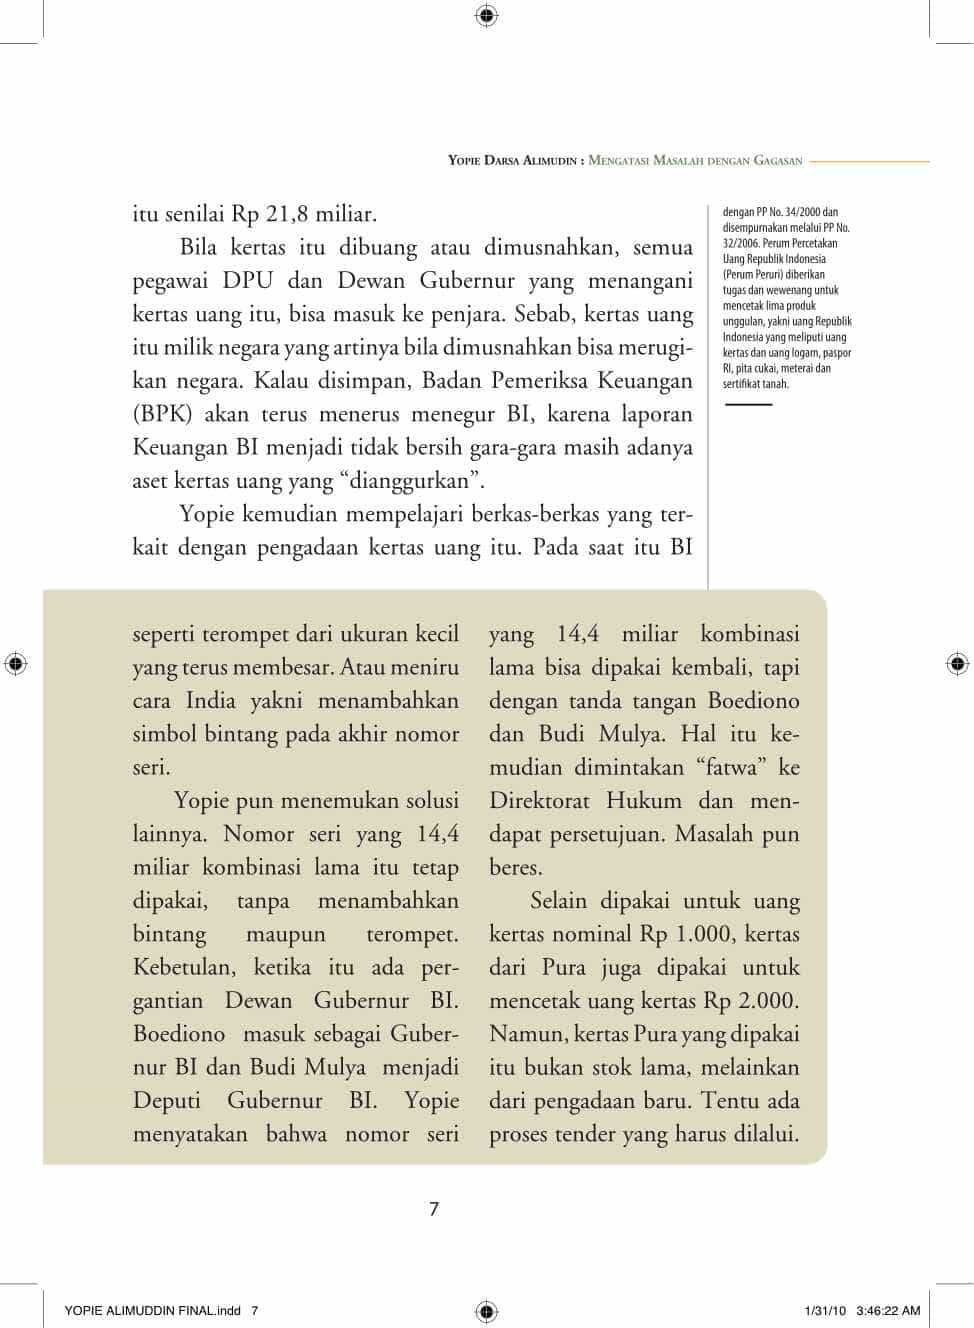 Yopie Darsa Alimudin : Mengatasi Masalah dengan Gagasan
itu senilai Rp 21,8 miliar.
Bila kertas itu dibuang atau dimusnahkan, semua
pegawai DPU dan Dewan Gubernur yang menangani
kertas uang itu, bisa masuk ke penjara. Sebab, kertas uang
itu milik negara yang artinya bila dimusnahkan bisa merugi-
kan negara. Kalau disimpan, Badan Pemeriksa Keuangan
(BPK) akan terus menerus menegur BI, karena laporan
Keuangan BI menjadi tidak bersih gara-gara masih adanya
aset kertas uang yang “dianggurkan”.
Yopie kemudian mempelajari berkas-berkas yang ter-
kait dengan pengadaan kertas uang itu. Pada saat itu BI
dengan PP No. 34/2000 dan
disempurnakan melalui PP No.
32/2006. Perum Percetakan
Uang Republik Indonesia
(Perum Peruri) diberikan
tugas dan wewenang untuk
mencetak lima produk
unggulan, yakni uang Republik
Indonesia yang meliputi uang
kertas dan uang logam, paspor
RI, pita cukai, meterai dan
sertifikat tanah.
seperti terompet dari ukuran kecil
yang terus membesar. Atau meniru
cara India yakni menambahkan
simbol bintang pada akhir nomor
seri.
Yopie pun menemukan solusi
lainnya. Nomor seri yang 14,4
miliar kombinasi lama itu tetap
dipakai, tanpa menambahkan
bintang maupun terompet.
Kebetulan, ketika itu ada per-
gantian Dewan Gubernur BI.
Boediono masuk sebagai Guber-
nur BI dan Budi Mulya menjadi
Deputi Gubernur BI. Yopie
menyatakan bahwa nomor seri
yang 14,4 miliar kombinasi
lama bisa dipakai kembali, tapi
dengan tanda tangan Boediono
dan Budi Mulya. Hal itu ke-
mudian dimintakan “fatwa” ke
Direktorat Hukum dan men-
dapat persetujuan. Masalah pun
beres.
Selain dipakai untuk uang
kertas nominal Rp 1.000, kertas
dari Pura juga dipakai untuk
mencetak uang kertas Rp 2.000.
Namun, kertas Pura yang dipakai
itu bukan stok lama, melainkan
dari pengadaan baru. Tentu ada
proses tender yang harus dilalui.
7
YOPIE ALIMUDDIN FINAL.indd 7
1/31/10 3:46:22 AM